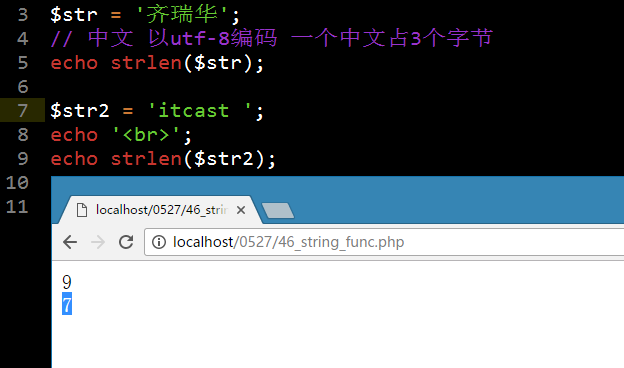 3 $str = '齐瑞华';
4 // 中文 以utf-8编码 一个中文占3个字节
5 echo strlen($str);
6
7 $str2 = 'itcast ';
8 echo '<br>';
9 echo strlen($str2);
10
11
localhost/0527/46_strin
localhost/0527/46_string_func.php
9
7